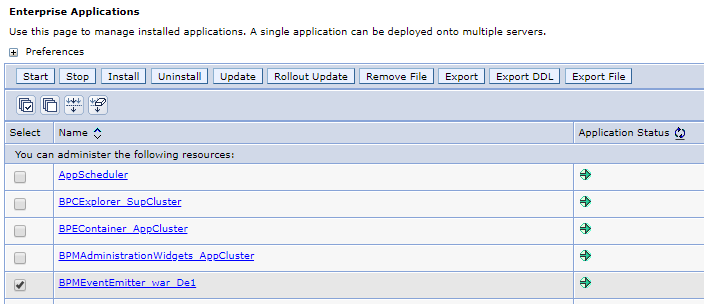 Enterprise Applications
Use this page to manage installed applications. A single application can be deployed onto multiple servers.
Preferences
Start Stop Install Uninstall Update Rollout Update Remove File Export Export DDL Export File
Select Name Application Status
You can administer the following resources:
AppScheduler
BPCExplorer_SupCluster
BPEContainer_AppCluster
BPMAdministrationWidgets_AppCluster
BPMEventEmitter_war_De1